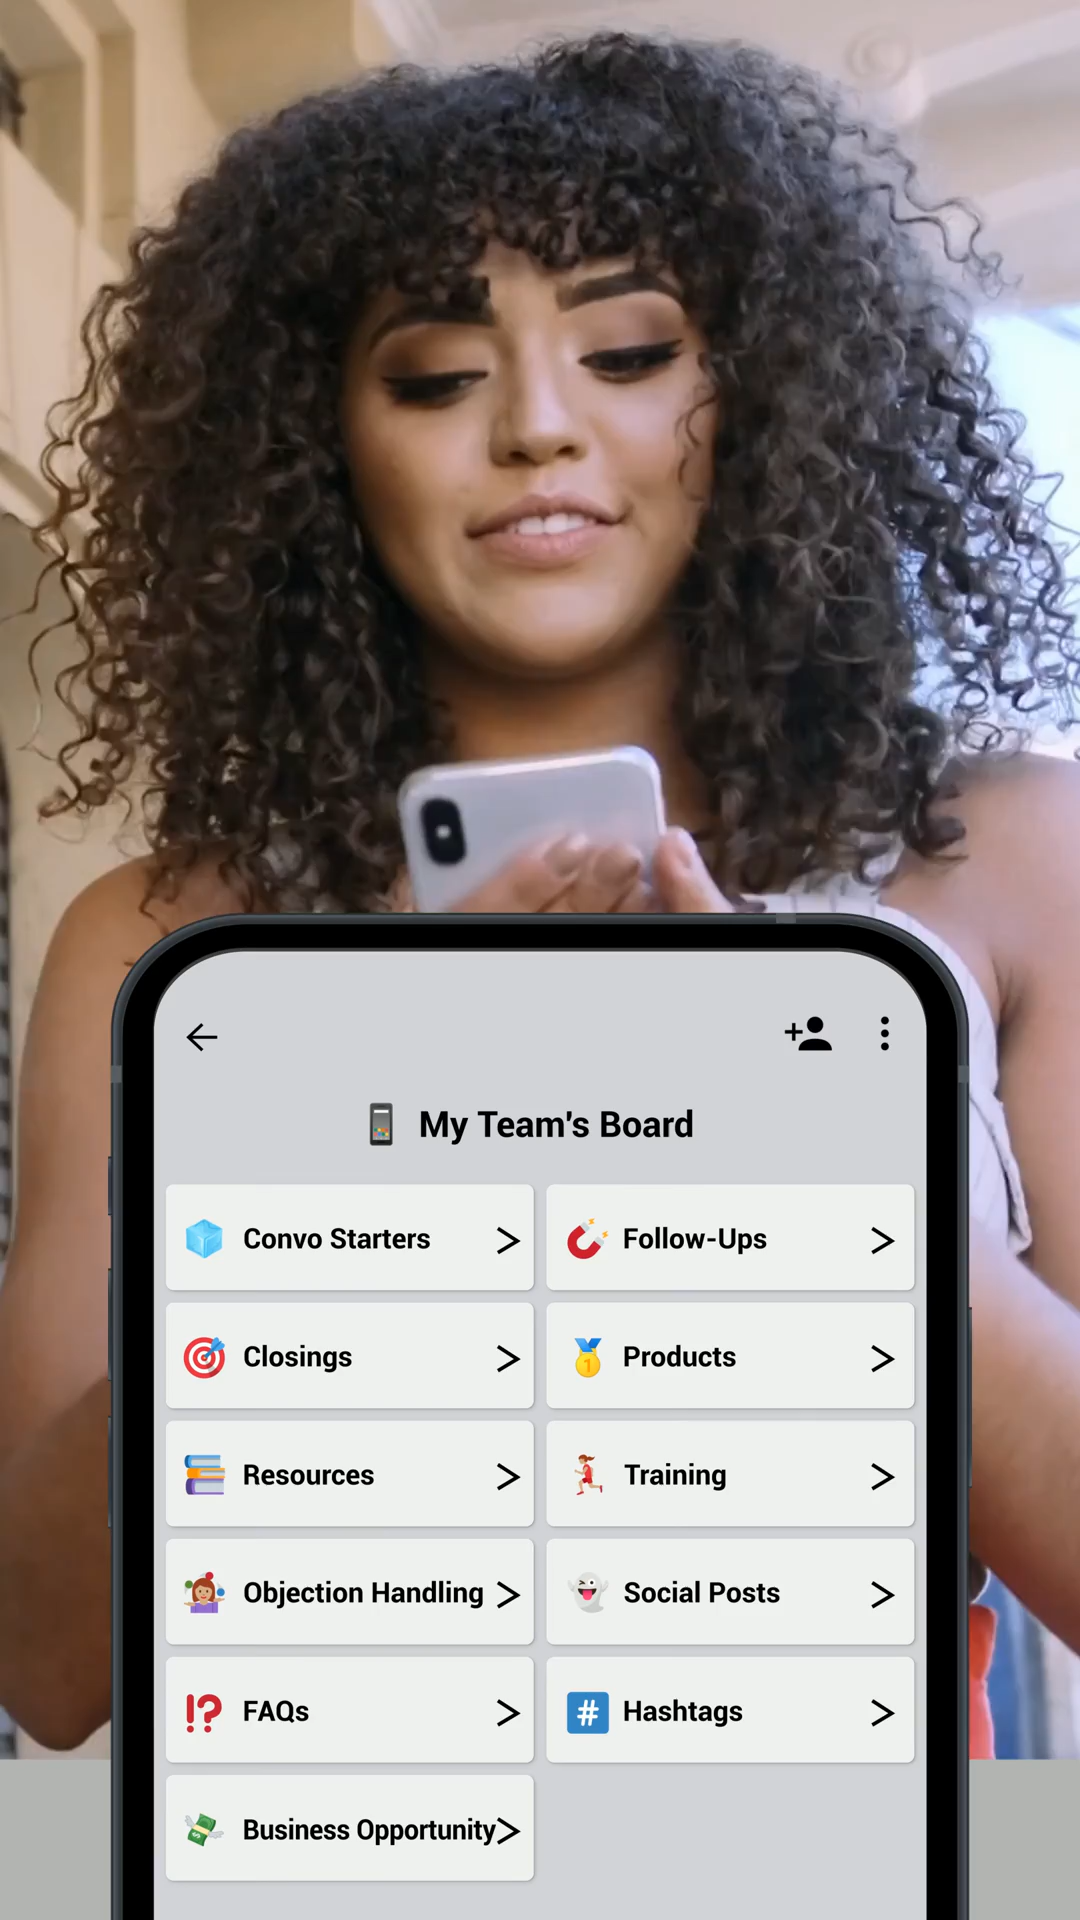 My Team's Board
Convo Starters
Follow-Ups
Closings
Products
Resources
Training
Objection Handling
Social Posts
FAQs
Hashtags
Business Opportunity